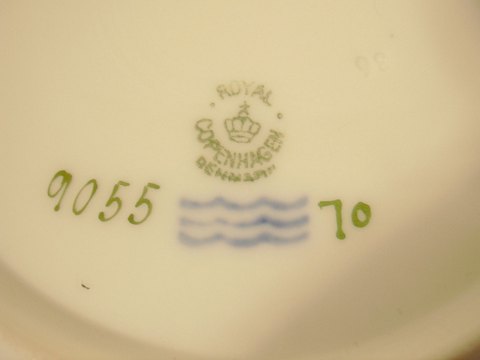 ROYAL
COPENHAGEN
DENMARK
9055
70